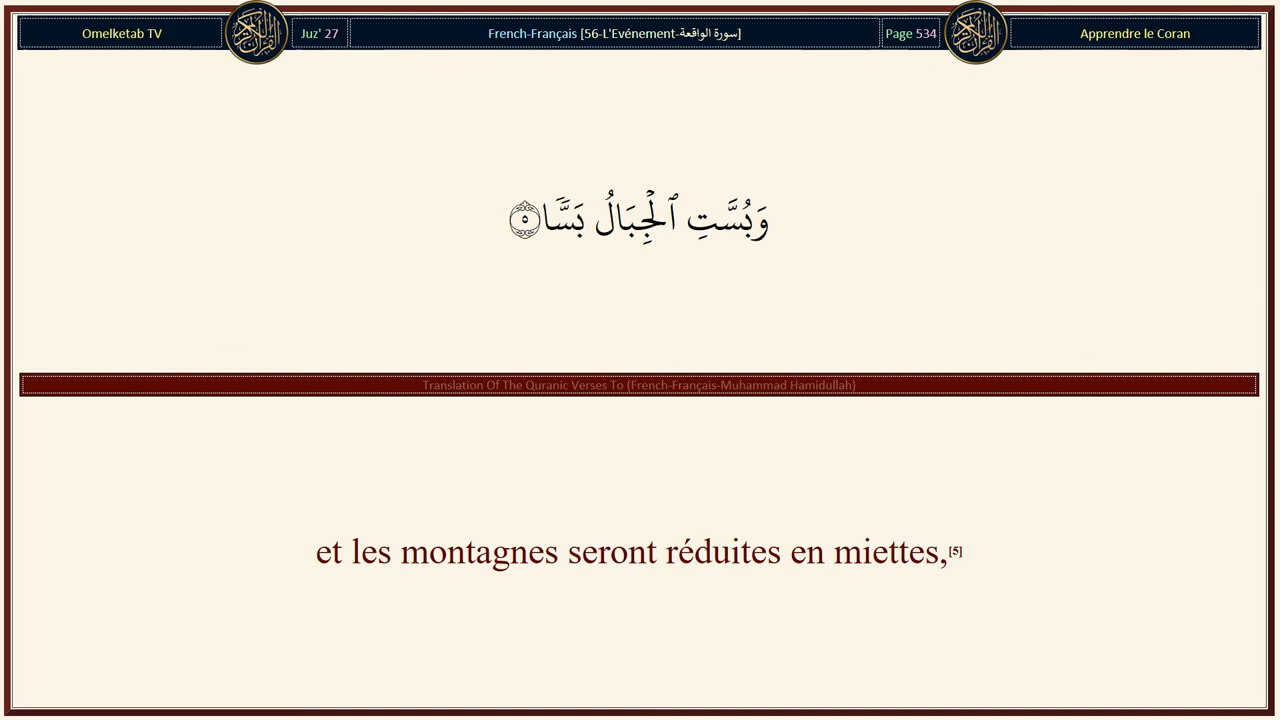 Omelketab TV
Juz' 27
French-Français [56-L'Evénement-سورة الواقعة]
Page 534
Apprendre le Coran
وَبُسَّتِ ٱلْجِبَالُ بَسًّا ٥
Translation Of The Quranic Verses To (French-Français-Muhammad Hamidullah)
et les montagnes seront réduites en miettes,[5]